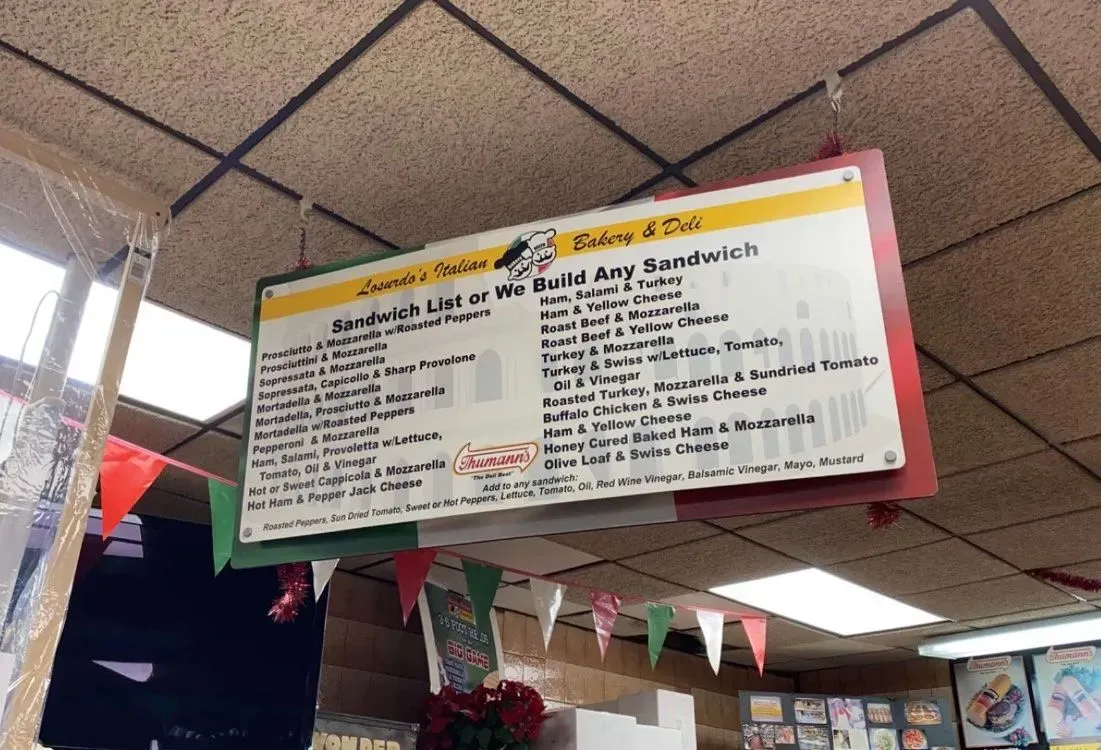 Losurdo's Italian Bakery & Deli
Sandwich List or We Build Any Sandwich
Prosciutto & Mozzarella w/Roasted Peppers
Prosciuttini & Mozzarella
Sopressata & Mozzarella
Sopressata, Capicollo & Sharp Provolone
Mortadella & Mozzarella
Mortadella, Prosciutto & Mozzarella
Mortadella w/Roasted Peppers
Pepperoni & Mozzarella
Ham, Salami, Provoletta w/Lettuce,
Tomato, Oil & Vinegar
Hot or Sweet Cappicola & Mozzarella
Hot Ham & Pepper Jack Cheese
Ham, Salami & Turkey
Ham & Yellow Cheese
Roast Beef & Mozzarella
Roast Beef & Yellow Cheese
Turkey & Mozzarella
Turkey & Swiss w/Lettuce, Tomato,
Oil & Vinegar
Roasted Turkey, Mozzarella & Sundried Tomato
Buffalo Chicken & Swiss Cheese
Ham & Yellow Cheese
Honey Cured Baked Ham & Mozzarella
Olive Loaf & Swiss Cheese
Thumann's
"The Deli Best"
Add to any sandwich:
Roasted Peppers, Sun Dried Tomato, Sweet or Hot Peppers, Lettuce, Tomato, Oil, Red Wine Vinegar, Balsamic Vinegar, Mayo, Mustard
BIG GAME
Thumann's
Thumann's